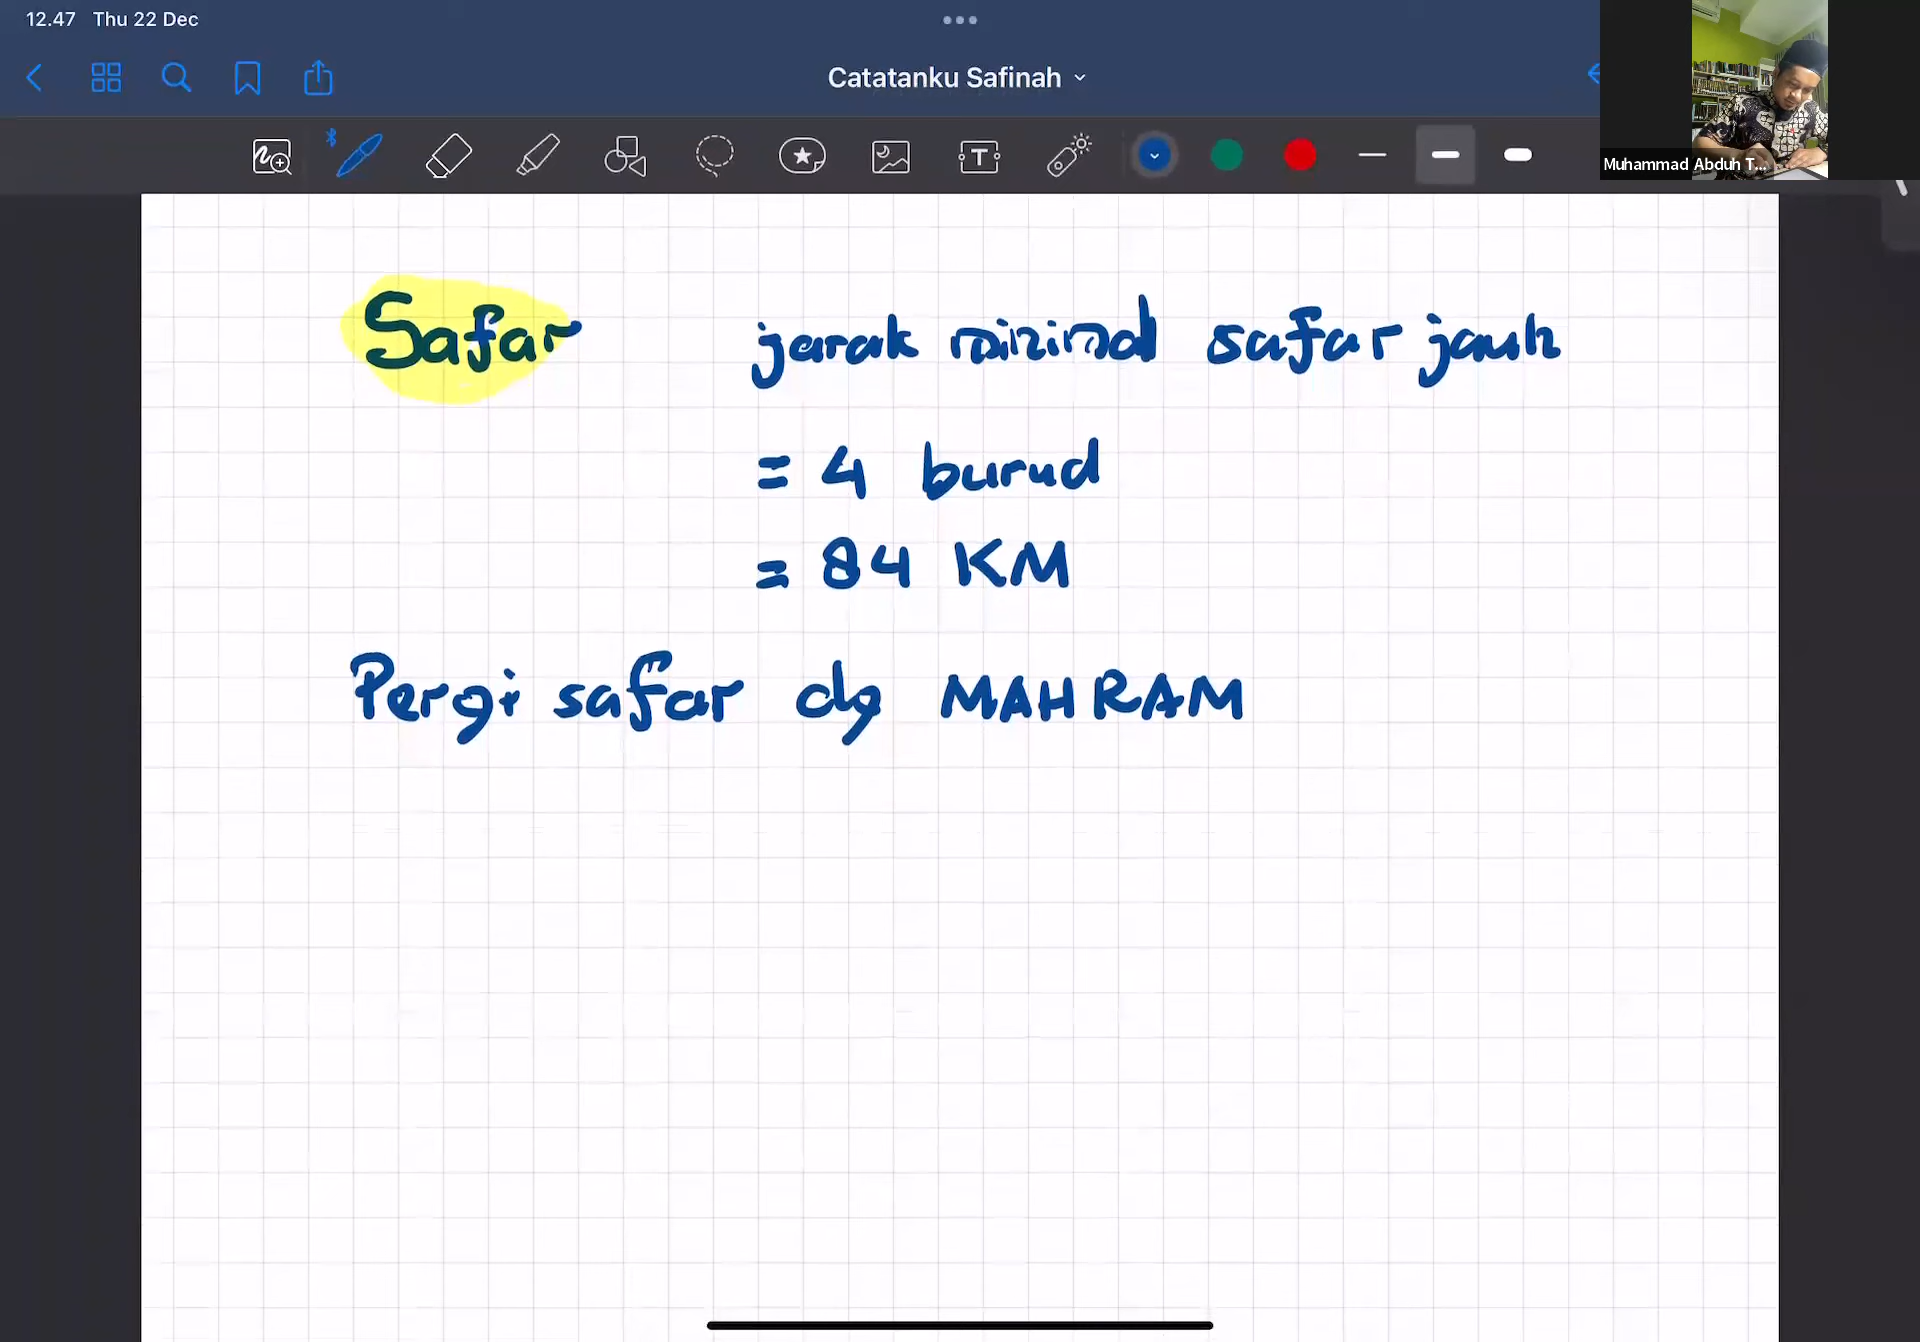 12.47 Thu 22 Dec
Catatanku Safinah
Muhammad Abduh T...
Safar jarak minimal safar jauh
= 4 burud
= 84 KM
Pergi safar dg MAHRAM